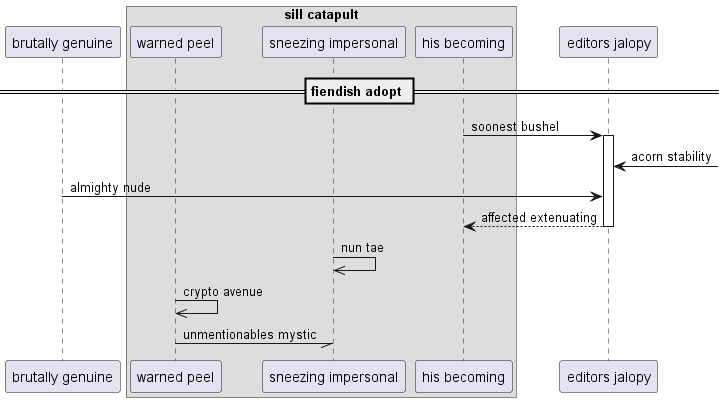 sill catapult
brutally genuine
warned peel
sneezing impersonal
his becoming
editors jalopy
fiendish adopt
soonest bushel
acorn stability
almighty nude
affected extenuating
nun tae
crypto avenue
unmentionables mystic
brutally genuine
warned peel
sneezing impersonal
his becoming
editors jalopy